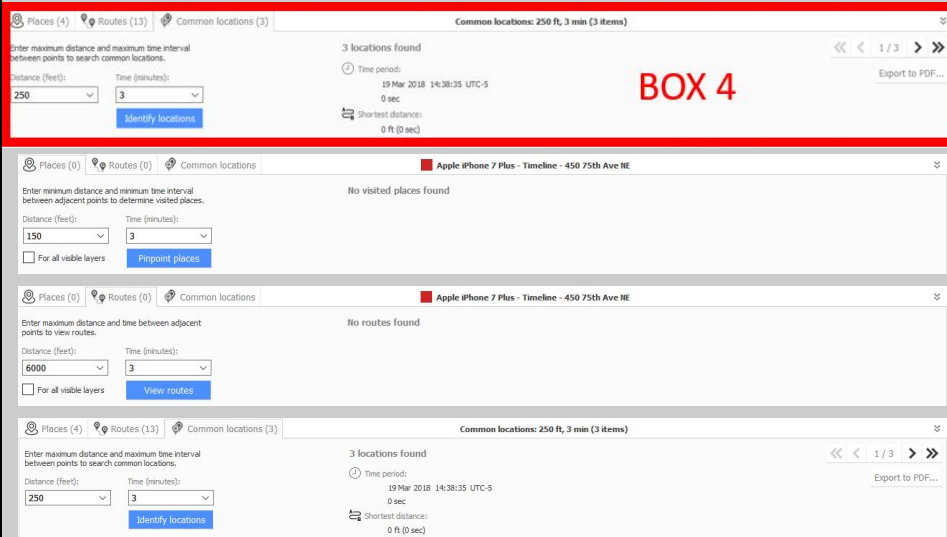 Places (4) Routes (13) Common locations (3) Common locations: 250 ft, 3 min (3 items)
Enter maximum distance and maximum time interval
between points to search common locations.
Distance (feet): Time (minutes):
250 3
Identify locations
3 locations found
Time period:
19 Mar 2018 14:38:35 UTC-5
0 sec
Shortest distance:
0 ft (0 sec)
BOX 4
1 / 3
Export to PDF...
Places (0) Routes (0) Common locations Apple iPhone 7 Plus - Timeline - 450 75th Ave NE
Enter minimum distance and minimum time interval
between adjacent points to determine visited places.
Distance (feet): Time (minutes):
150 3
For all visible layers Pinpoint places
No visited places found
Places (0) Routes (0) Common locations Apple iPhone 7 Plus - Timeline - 450 75th Ave NE
Enter maximum distance and time between adjacent
points to view routes.
Distance (feet): Time (minutes):
6000 3
For all visible layers View routes
No routes found
Places (4) Routes (13) Common locations (3) Common locations: 250 ft, 3 min (3 items)
Enter maximum distance and maximum time interval
between points to search common locations.
Distance (feet): Time (minutes):
250 3
Identify locations
3 locations found
Time period:
19 Mar 2018 14:38:35 UTC-5
0 sec
Shortest distance:
0 ft (0 sec)
1 / 3
Export to PDF...